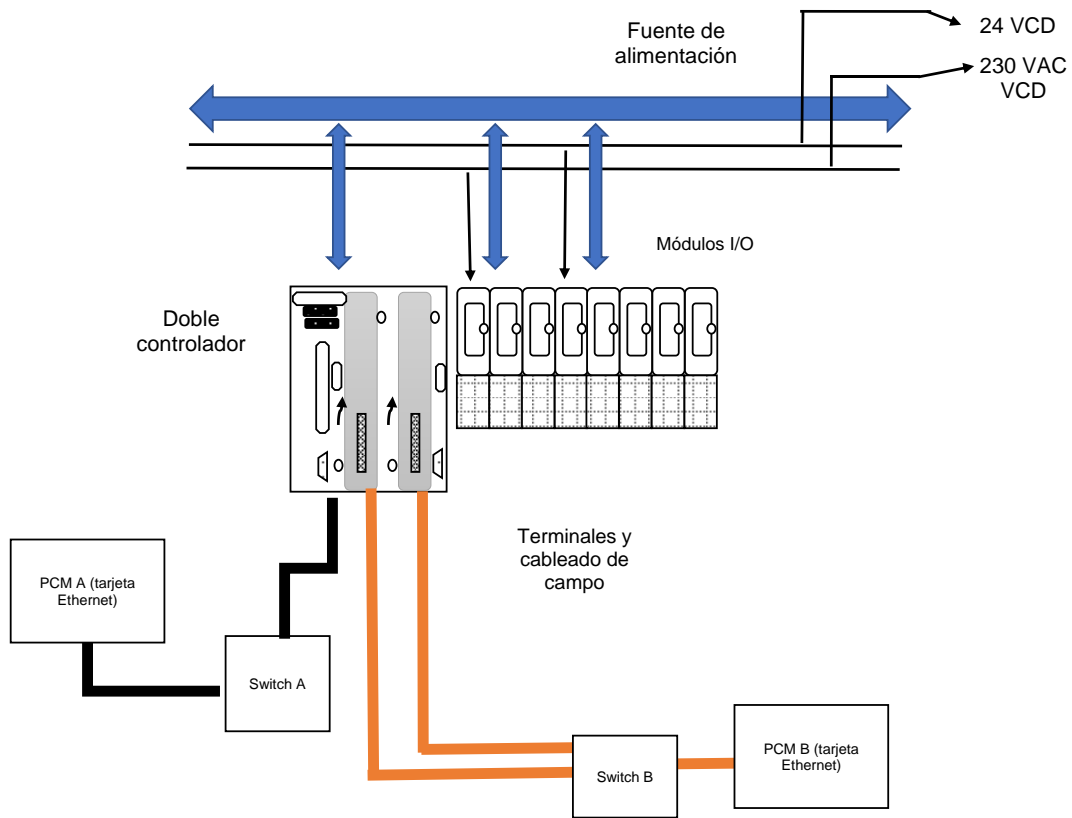 Fuente de
alimentación
24 VCD
230 VAC
VCD
Módulos I/O
Doble
controlador
Terminales y
cableado de
campo
PCM A (tarjeta
Ethernet)
Switch A
Switch B
PCM B (tarjeta
Ethernet)